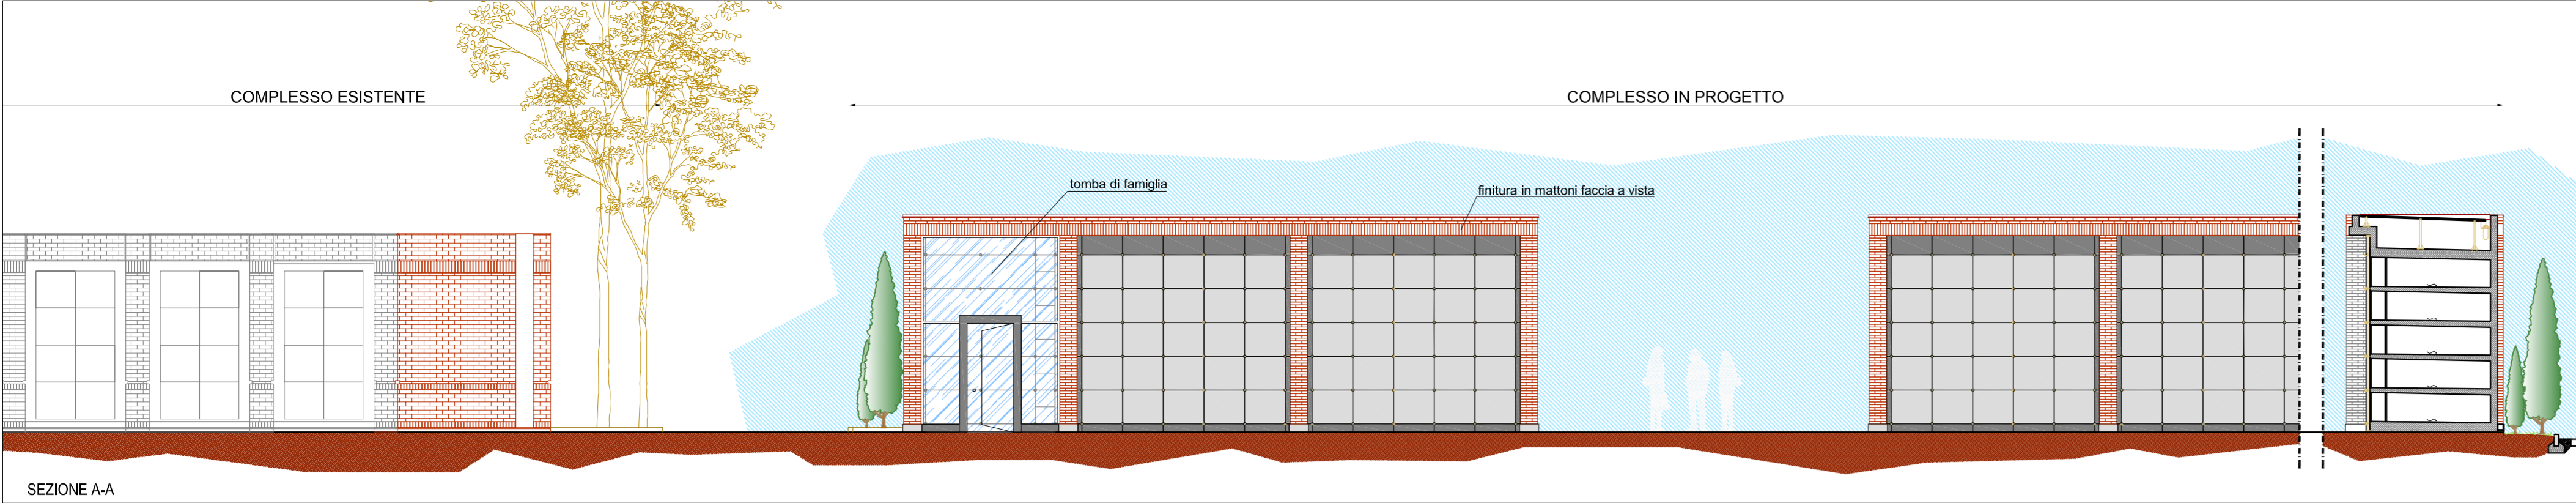 COMPLESSO ESISTENTE
COMPLESSO IN PROGETTO
tomba di famiglia
finitura in mattoni faccia a vista
SEZIONE A-A